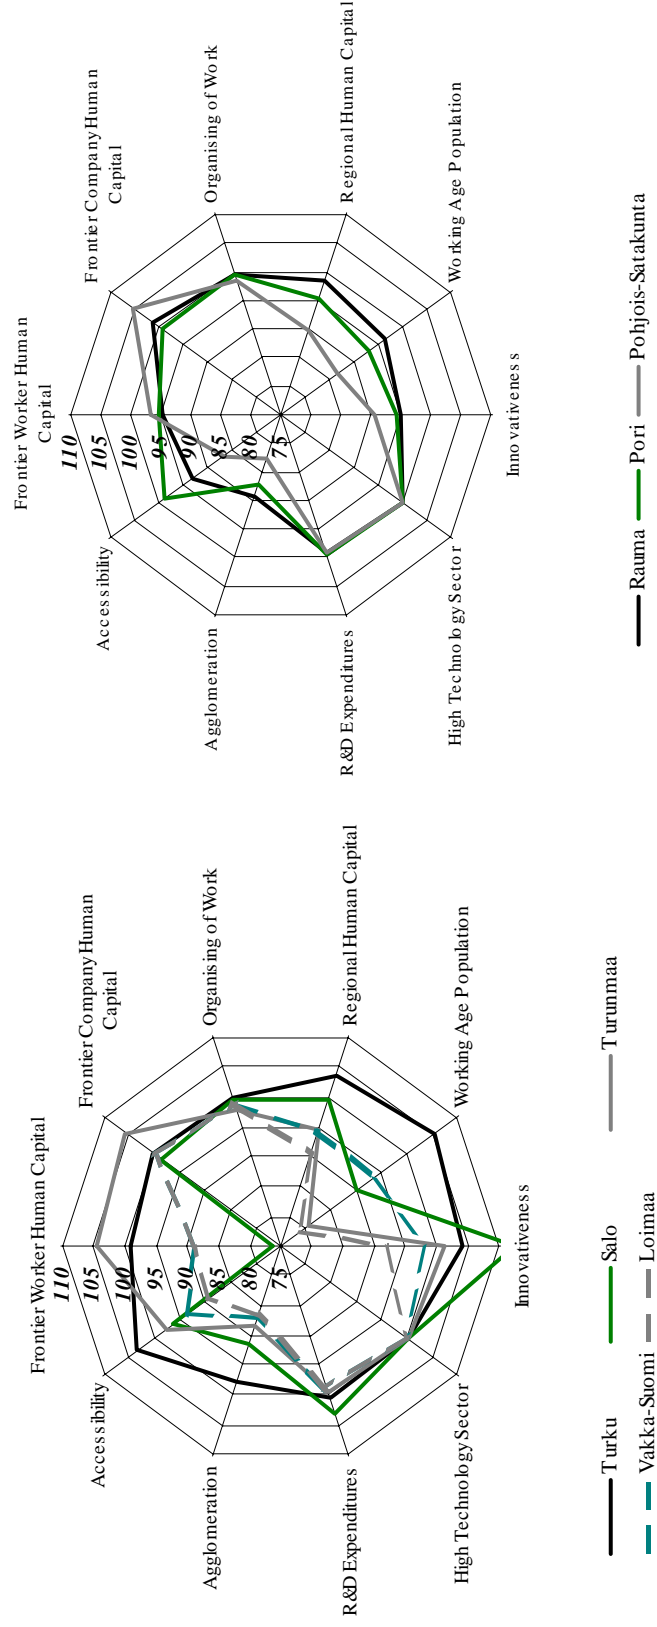 Frontier Worker Human Capital
110
105
100
95
90
85
80
75
Frontier Company Human
Capital
Organising of Work
Regional Human Capital
Working Age Population
Innovativeness
High Technology Sector
R&D Expenditures
Agglomeration
Accessibility
Turku
Salo
Turunmaa
Vakka-Suomi
Loimaa
Frontier Worker Human
Capital
110
105
100
95
90
85
80
75
Frontier Company Human
Capital
Organising of Work
Regional Human Capital
Working Age Population
Innovativeness
High Technology Sector
R&D Expenditures
Agglomeration
Accessibility
Rauma
Pori
Pohjois-Satakunta